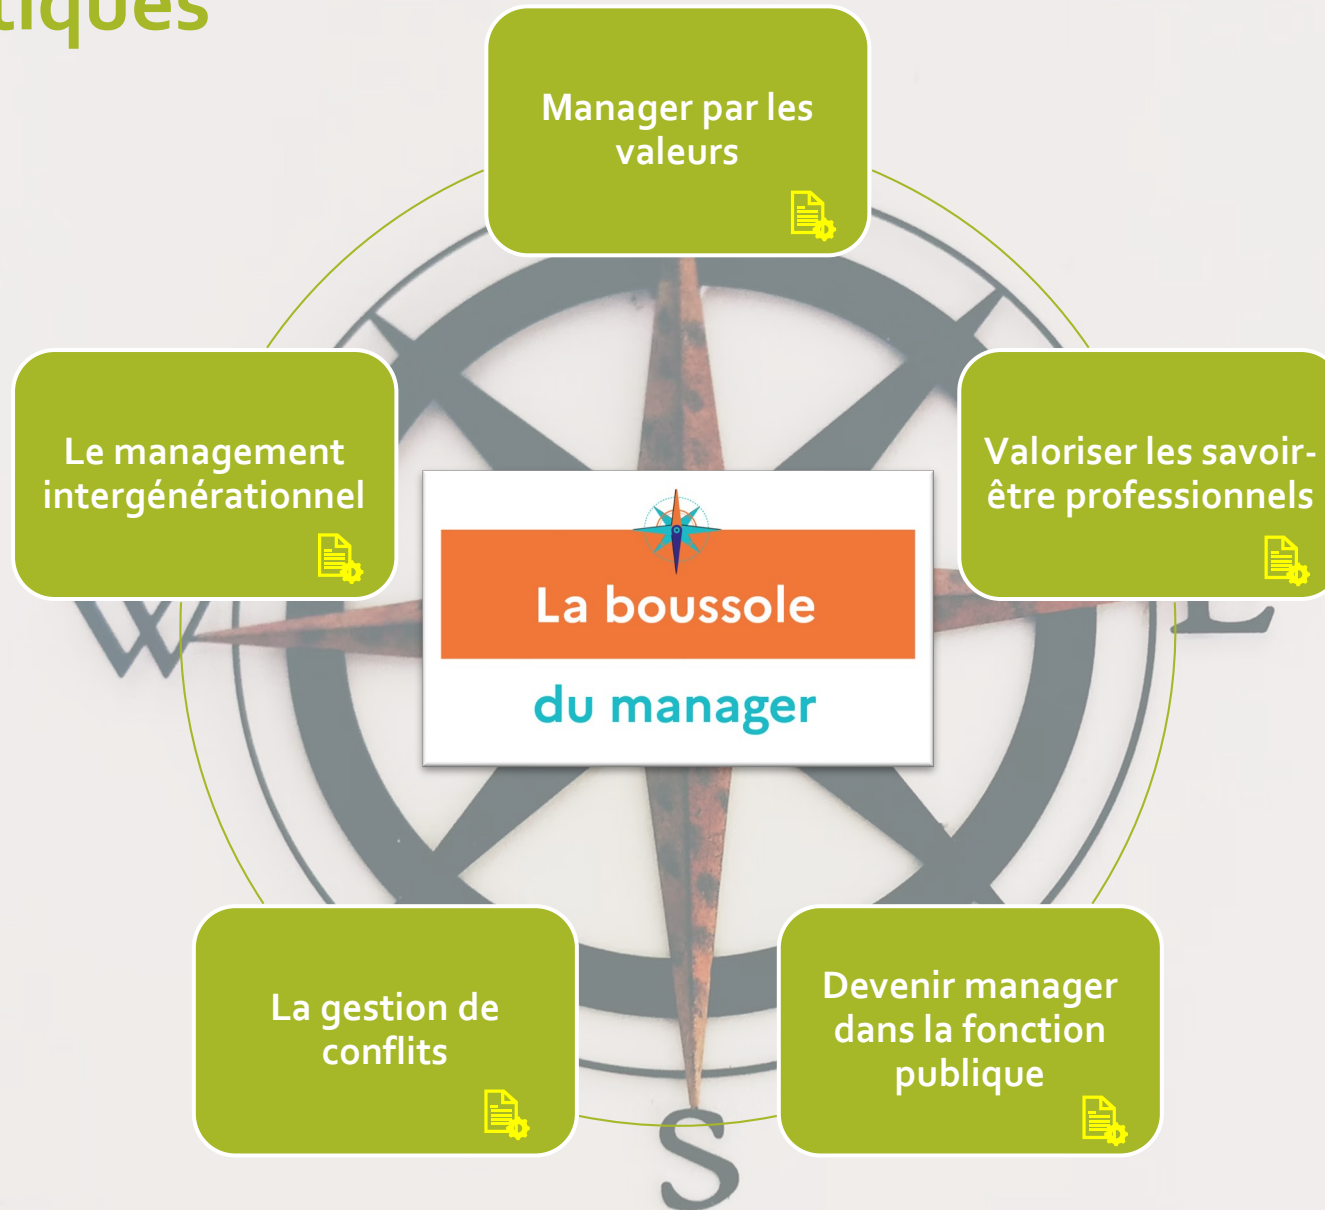 tiques
Manager par les
valeurs
Le management
intergénérationnel
Valoriser les savoir-
être professionnels
La boussole
du manager
W
La gestion de
conflits
Devenir manager
dans la fonction
publique
S